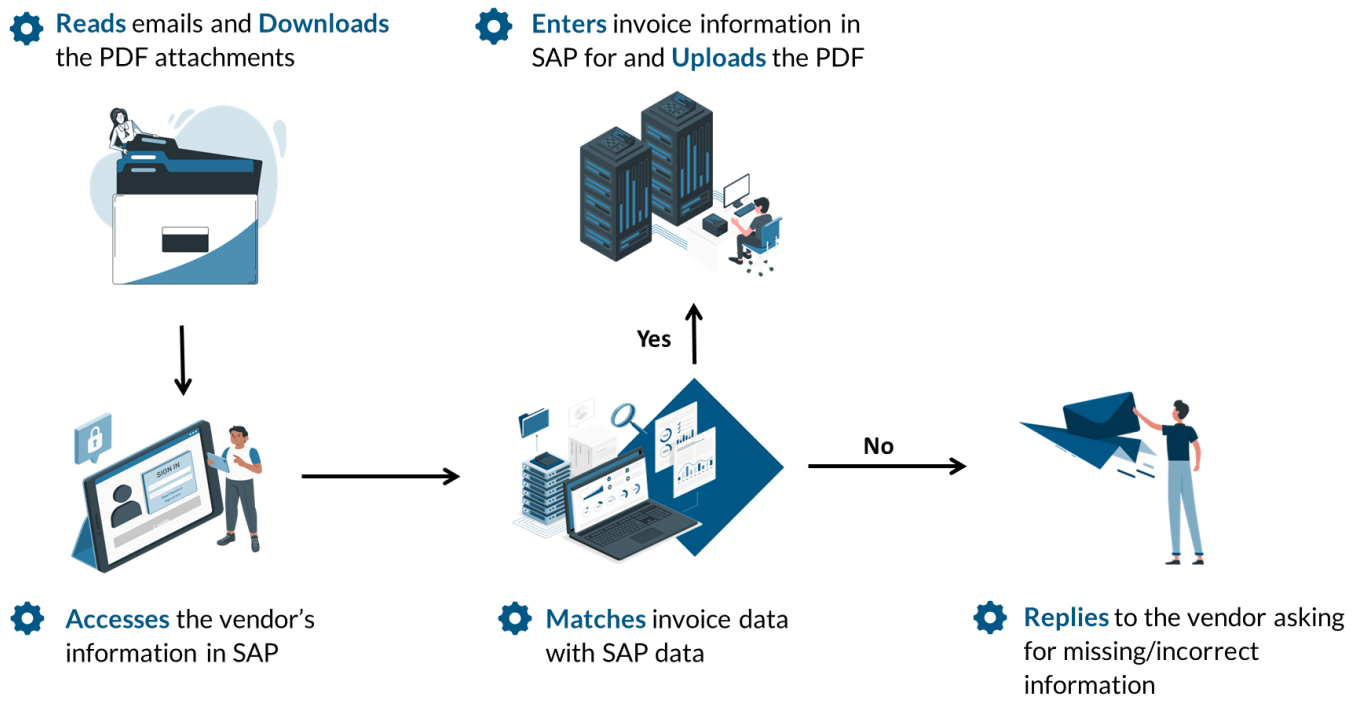 Reads emails and Downloads
the PDF attachments
Enters invoice information in
SAP for and Uploads the PDF
Yes
No
SIGN IN
Accesses the vendor's
information in SAP
Matches invoice data
with SAP data
Replies to the vendor asking
for missing/incorrect
information